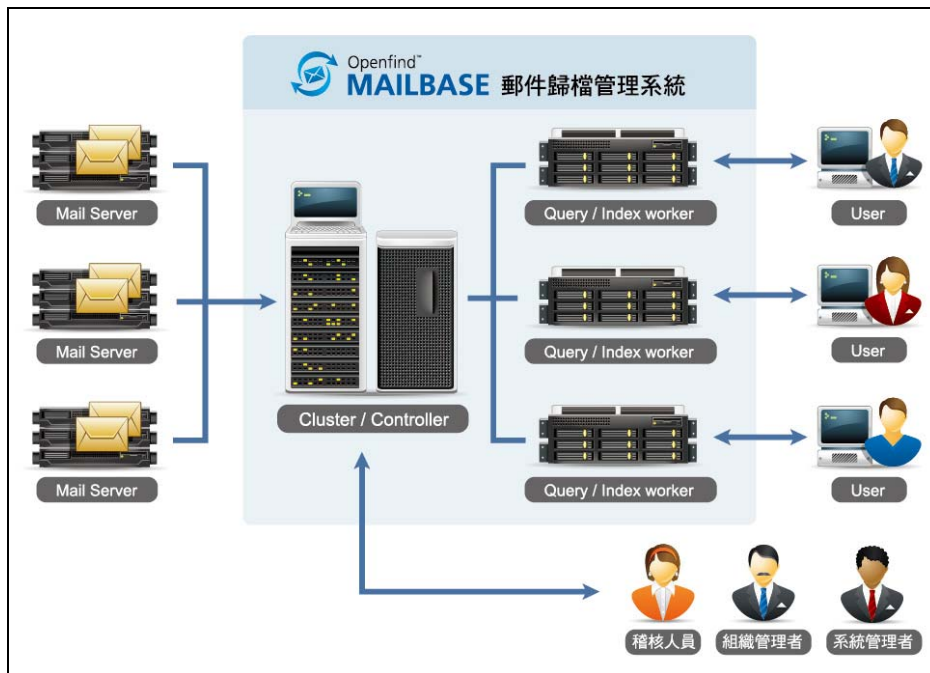 Openfind™
MAILBASE 郵件歸檔管理系統
Mail Server
Query / Index worker
User
Mail Server
Query / Index worker
User
Cluster / Controller
Mail Server
Query / Index worker
User
稽核人員
組織管理者
系統管理者